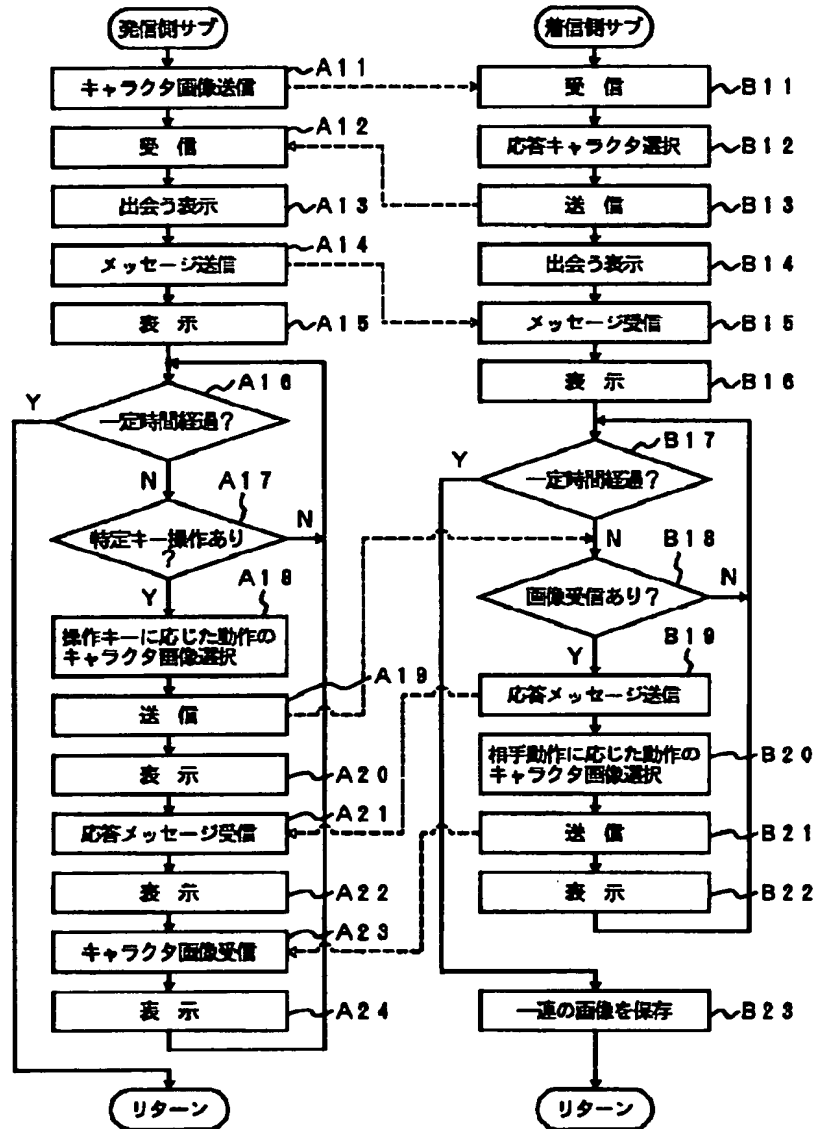 発信側サブ
キャラクタ画像送信
A11
受信
A12
出会う表示
A13
メッセージ送信
A14
表示
A15
一定時間経過?
A16
Y
N
特定キー操作あり
?
A17
N
Y
操作キーに応じた動作の
キャラクタ画像選択
A18
送信
A19
表示
A20
応答メッセージ受信
A21
表示
A22
キャラクタ画像受信
A23
表示
A24
リターン
着信側サブ
受信
B11
応答キャラクタ選択
B12
送信
B13
出会う表示
B14
メッセージ受信
B15
表示
B16
一定時間経過?
B17
Y
N
画像受信あり?
B18
N
Y
応答メッセージ送信
B19
相手動作に応じた動作の
キャラクタ画像選択
B20
送信
B21
表示
B22
一連の画像を保存
B23
リターン